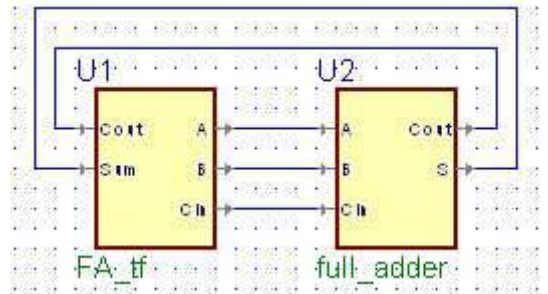 U1 U2
Cout A A Cout
Sum B B S
Cin Cin
FA_tf full_adder